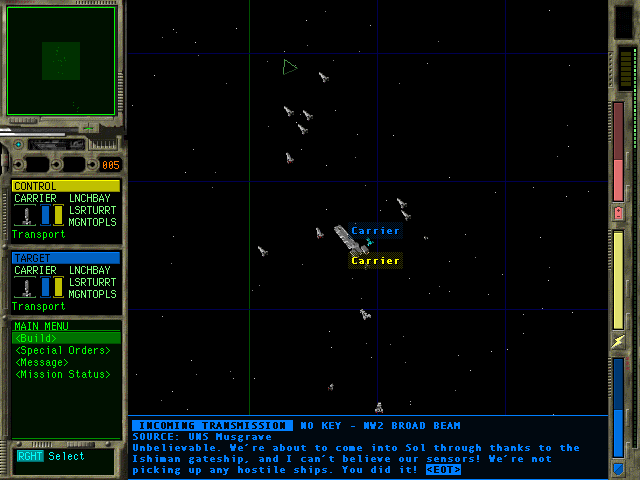 005
CONTROL
CARRIER LNCHBAY
LSRTURRT
MGNTOPLS
Transport
TARGET
CARRIER LNCHBAY
LSRTURRT
MGNTOPLS
Transport
MAIN MENU
<Build>
<Special Orders>
<Message>
<Mission Status>
RGHT Select
Carrier
Carrier
INCOMING TRANSMISSION NO KEY - NW2 BROAD BEAM
SOURCE: UNS Musgrave
Unbelievable. We're about to come into Sol through thanks to the
Ishiman gateship, and I can't believe our sensors! We're not
picking up any hostile ships. You did it! <EOT>